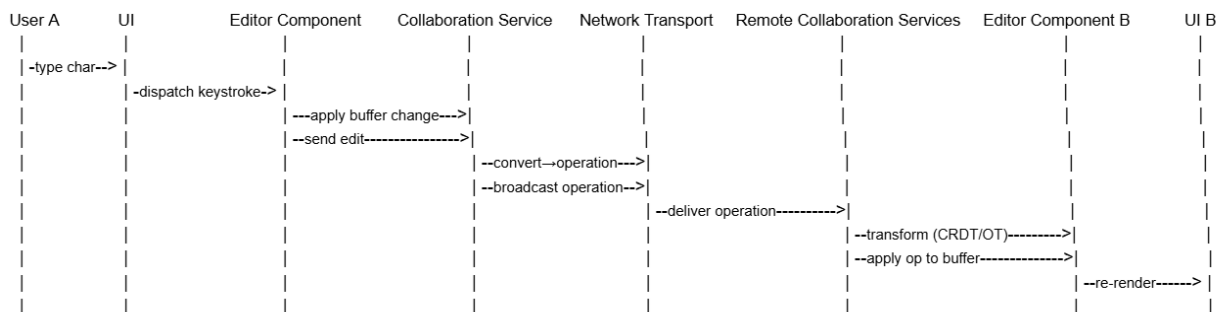 User A UI Editor Component Collaboration Service Network Transport Remote Collaboration Services Editor Component B UI B
| | | | | | | |
|-type char-->| | | | | | |
| |-dispatch keystroke->| | | | | |
| | |---apply buffer change--->| | | | |
| | |--send edit---------------->| | | | |
| | | |--convert→operation--->| | | |
| | | |--broadcast operation-->| | | |
| | | | |--deliver operation---------->| | |
| | | | | |--transform (CRDT/OT)--------->| |
| | | | | |--apply op to buffer-------------->| |
| | | | | | |--re-render------>|
| | | | | | | |